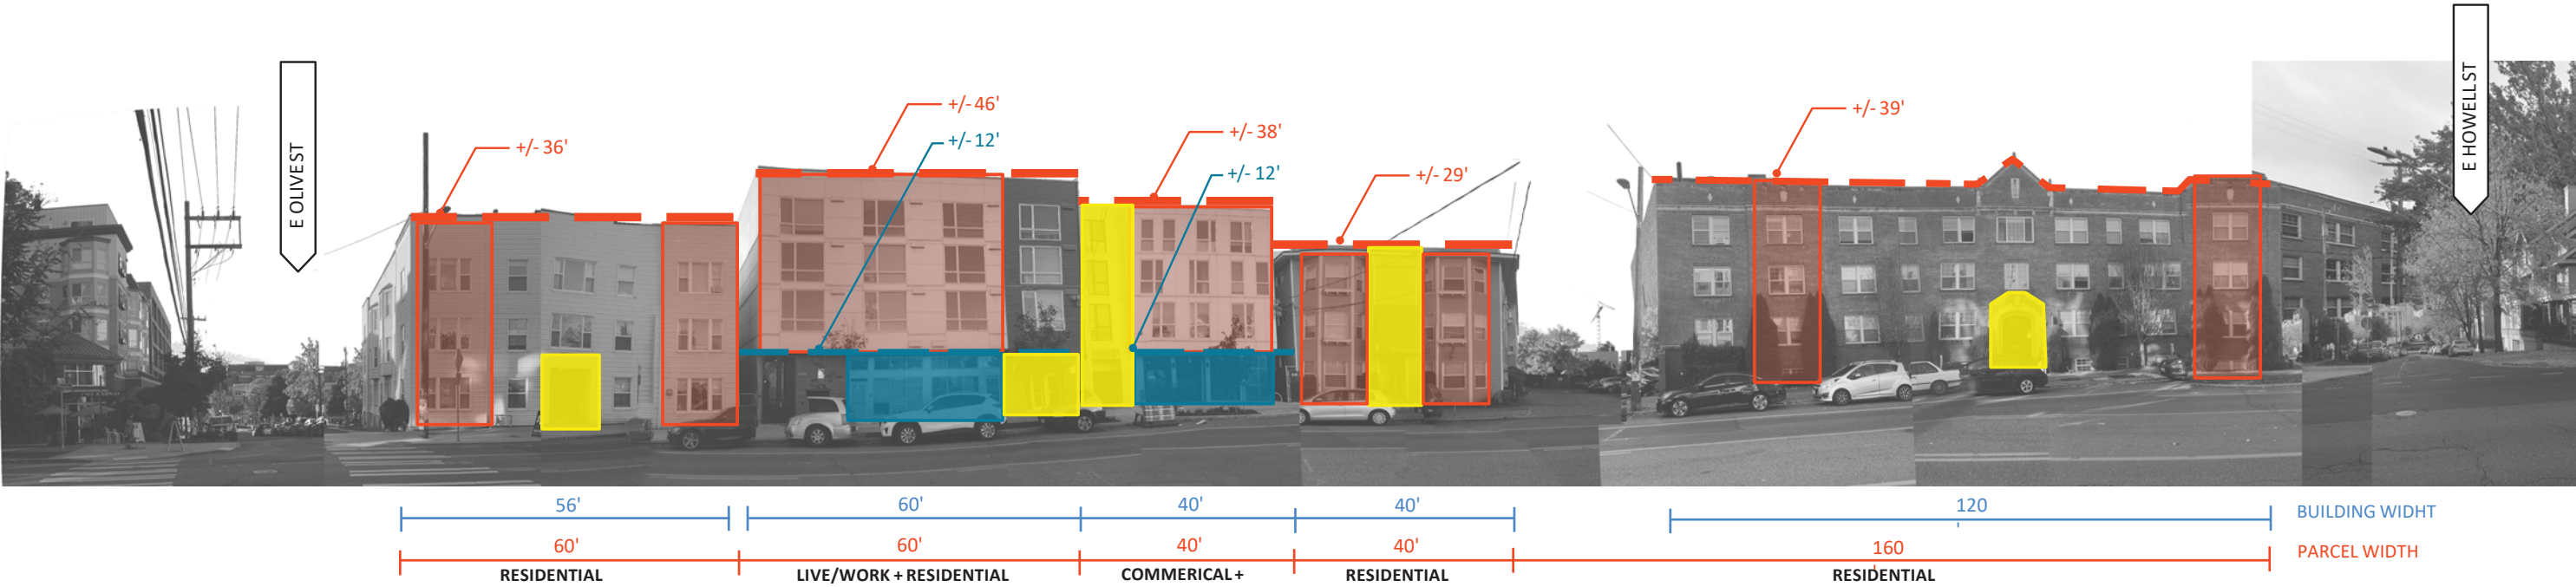 E OLIVE ST
E HOWELL ST
+/- 36'
+/- 46'
+/- 12'
+/- 38'
+/- 12'
+/- 29'
+/- 39'
56'
60'
40'
40'
120
BUILDING WIDHT
60'
60'
40'
40'
160
PARCEL WIDTH
RESIDENTIAL
LIVE/WORK + RESIDENTIAL
COMMERICAL +
RESIDENTIAL
RESIDENTIAL